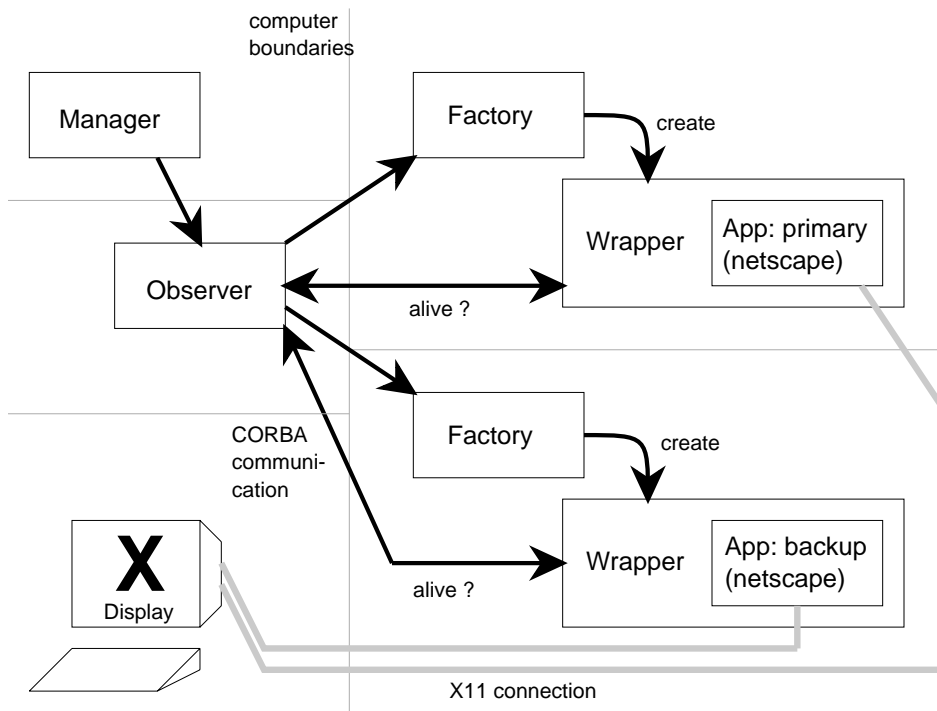 computer
boundaries
Manager
Factory
create
Wrapper
App: primary
(netscape)
Observer
alive ?
Factory
create
CORBA
communi-
cation
Wrapper
App: backup
(netscape)
alive ?
X
Display
X11 connection